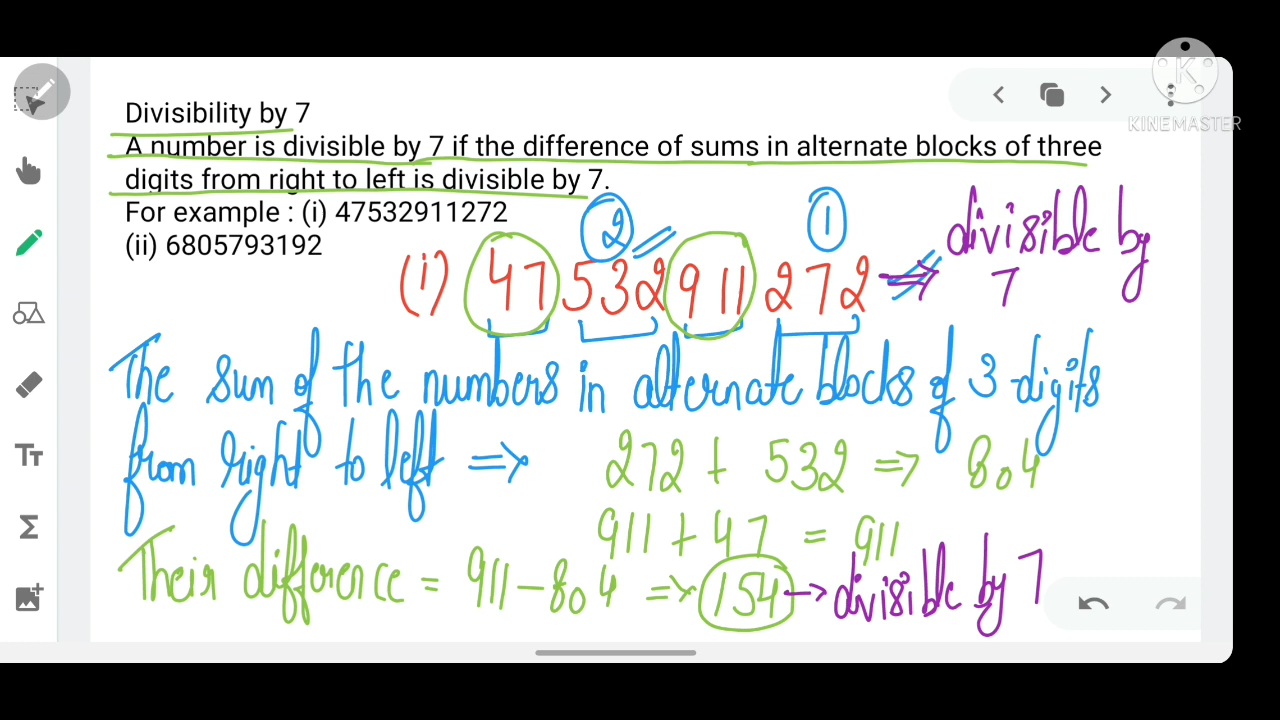 KINEMASTER
Divisibility by 7
A number is divisible by 7 if the difference of sums in alternate blocks of three
digits from right to left is divisible by 7.
For example : (i) 47532911272
(ii) 6805793192
2 1
(i) 47 532 911 272 ⇒ divisible by
7
The sum of the numbers in alternate blocks of 3-digits
from right to left ⇒ 272 + 532 ⇒ 804
911 + 47 = 911
Their difference = 911 - 804 ⇒ 154 → divisible by 7